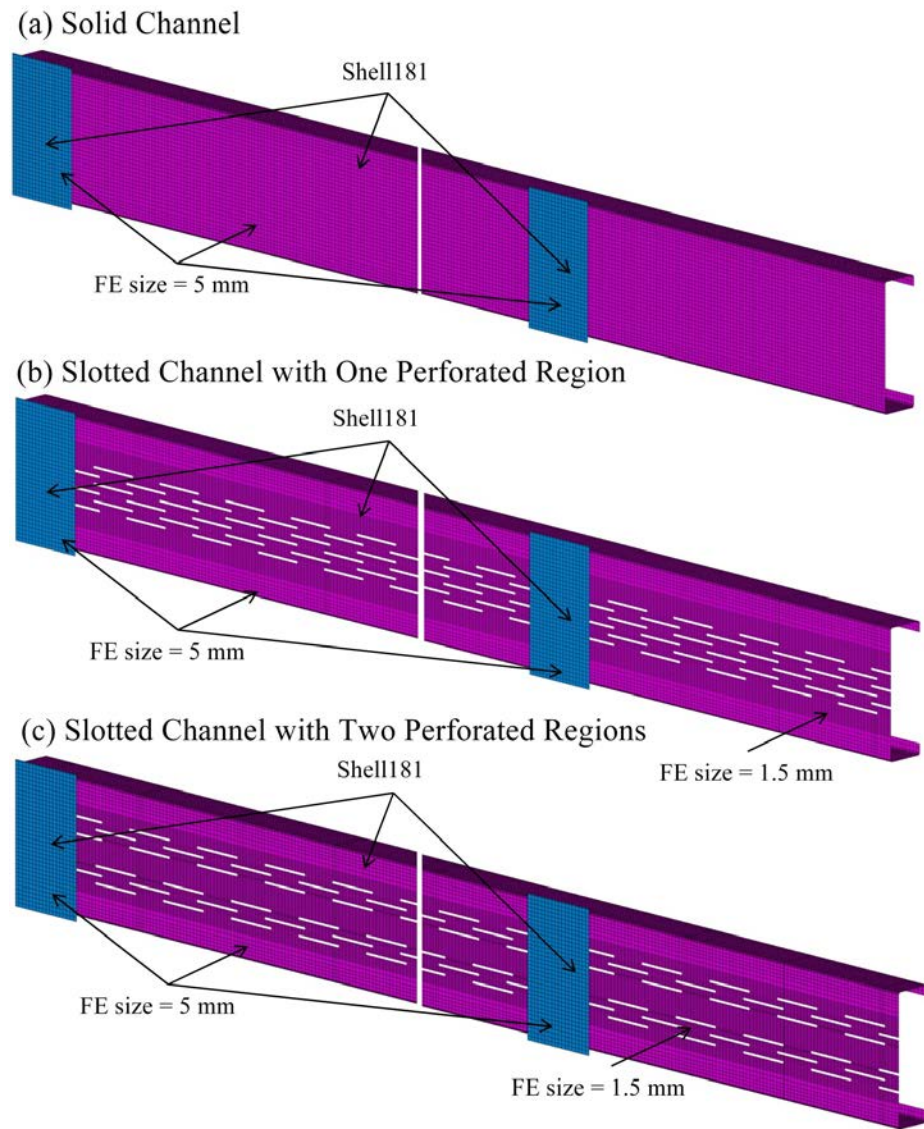 (a) Solid Channel
Shell181
FE size = 5 mm
(b) Slotted Channel with One Perforated Region
Shell181
FE size = 5 mm
FE size = 1.5 mm
(c) Slotted Channel with Two Perforated Regions
Shell181
FE size = 5 mm
FE size = 1.5 mm